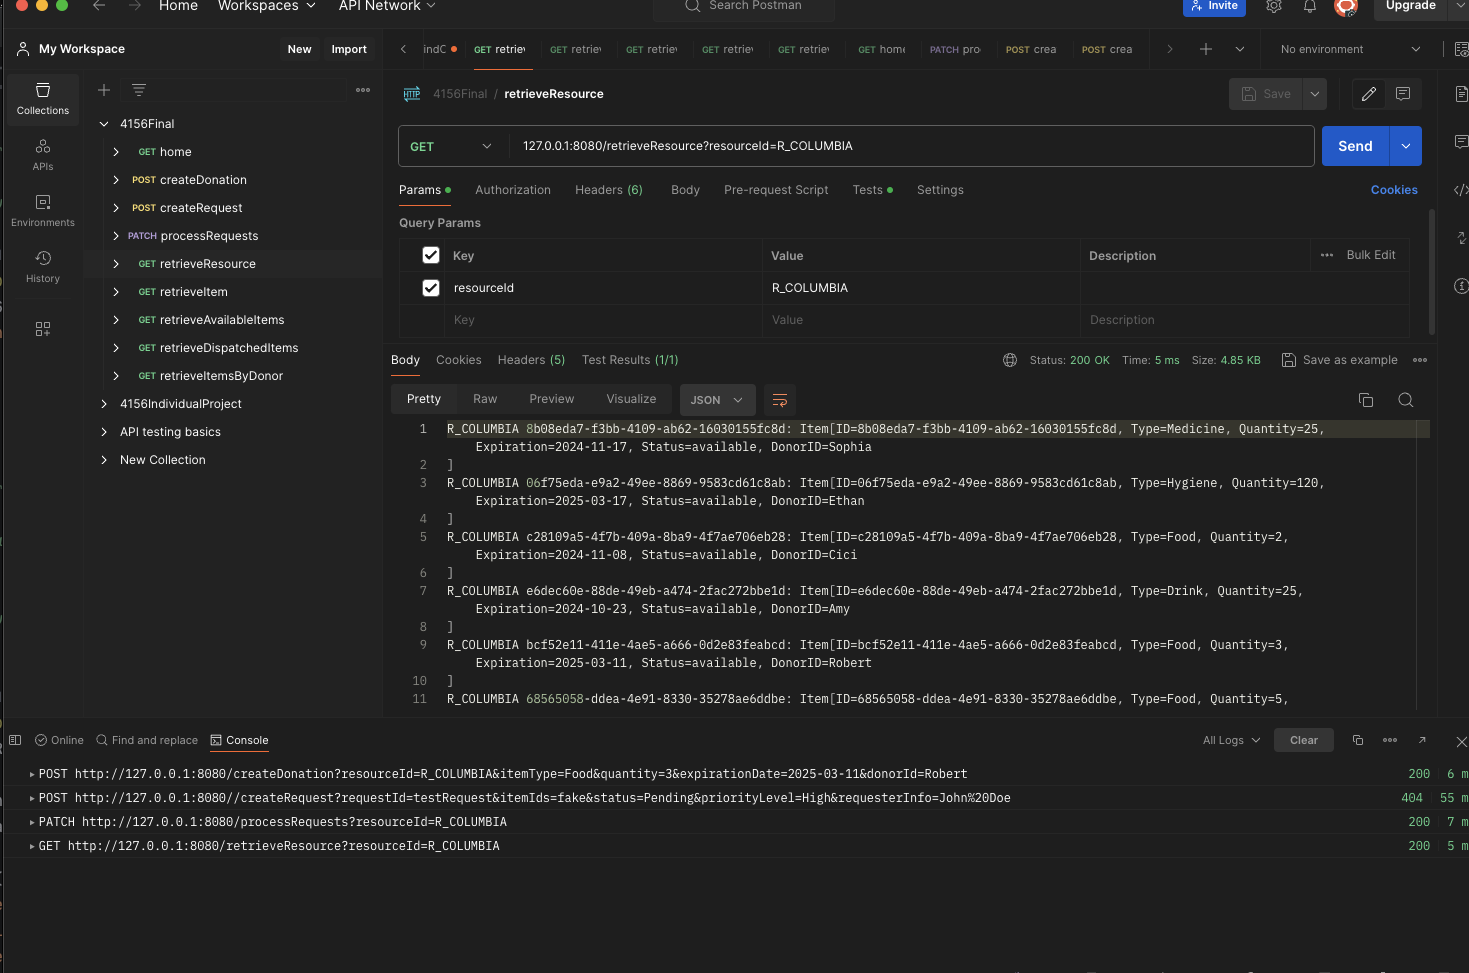 Home Workspaces API Network Search Postman Invite Upgrade
My Workspace New Import
GET retrie GET retrie GET retrie GET retrie GET retrie GET home PATCH pro POST crea POST crea No environment
Collections
APIs
Environments
History
4156Final
GET home
POST createDonation
POST createRequest
PATCH processRequests
GET retrieveResource
GET retrieveItem
GET retrieveAvailableItems
GET retrieveDispatchedItems
GET retrieveItemsByDonor
4156IndividualProject
API testing basics
New Collection
HTTP 4156Final / retrieveResource Save
GET 127.0.0.1:8080/retrieveResource?resourceId=R_COLUMBIA Send
Params Authorization Headers (6) Body Pre-request Script Tests Settings Cookies
Query Params
Key Value Description Bulk Edit
resourceId R_COLUMBIA
Key Value Description
Body Cookies Headers (5) Test Results (1/1) Status: 200 OK Time: 5 ms Size: 4.85 KB Save as example
Pretty Raw Preview Visualize JSON
1 R_COLUMBIA 8b08eda7-f3bb-4109-ab62-16030155fc8d: Item[ID=8b08eda7-f3bb-4109-ab62-16030155fc8d, Type=Medicine, Quantity=25,
Expiration=2024-11-17, Status=available, DonorID=Sophia
2 ]
3 R_COLUMBIA 06f75eda-e9a2-49ee-8869-9583cd61c8ab: Item[ID=06f75eda-e9a2-49ee-8869-9583cd61c8ab, Type=Hygiene, Quantity=120,
Expiration=2025-03-17, Status=available, DonorID=Ethan
4 ]
5 R_COLUMBIA c28109a5-4f7b-409a-8ba9-4f7ae706eb28: Item[ID=c28109a5-4f7b-409a-8ba9-4f7ae706eb28, Type=Food, Quantity=2,
Expiration=2024-11-08, Status=available, DonorID=Cici
6 ]
7 R_COLUMBIA e6dec60e-88de-49eb-a474-2fac272bbe1d: Item[ID=e6dec60e-88de-49eb-a474-2fac272bbe1d, Type=Drink, Quantity=25,
Expiration=2024-10-23, Status=available, DonorID=Amy
8 ]
9 R_COLUMBIA bcf52e11-411e-4ae5-a666-0d2e83feabcd: Item[ID=bcf52e11-411e-4ae5-a666-0d2e83feabcd, Type=Food, Quantity=3,
Expiration=2025-03-11, Status=available, DonorID=Robert
10 ]
11 R_COLUMBIA 68565058-ddea-4e91-8330-35278ae6ddbe: Item[ID=68565058-ddea-4e91-8330-35278ae6ddbe, Type=Food, Quantity=5,
Online Find and replace Console All Logs Clear
POST http://127.0.0.1:8080/createDonation?resourceId=R_COLUMBIA&itemType=Food&quantity=3&expirationDate=2025-03-11&donorId=Robert 200 6 m
POST http://127.0.0.1:8080//createRequest?requestId=testRequest&itemIds=fake&status=Pending&priorityLevel=High&requesterInfo=John%20Doe 404 55 m
PATCH http://127.0.0.1:8080/processRequests?resourceId=R_COLUMBIA 200 7 m
GET http://127.0.0.1:8080/retrieveResource?resourceId=R_COLUMBIA 200 5 m